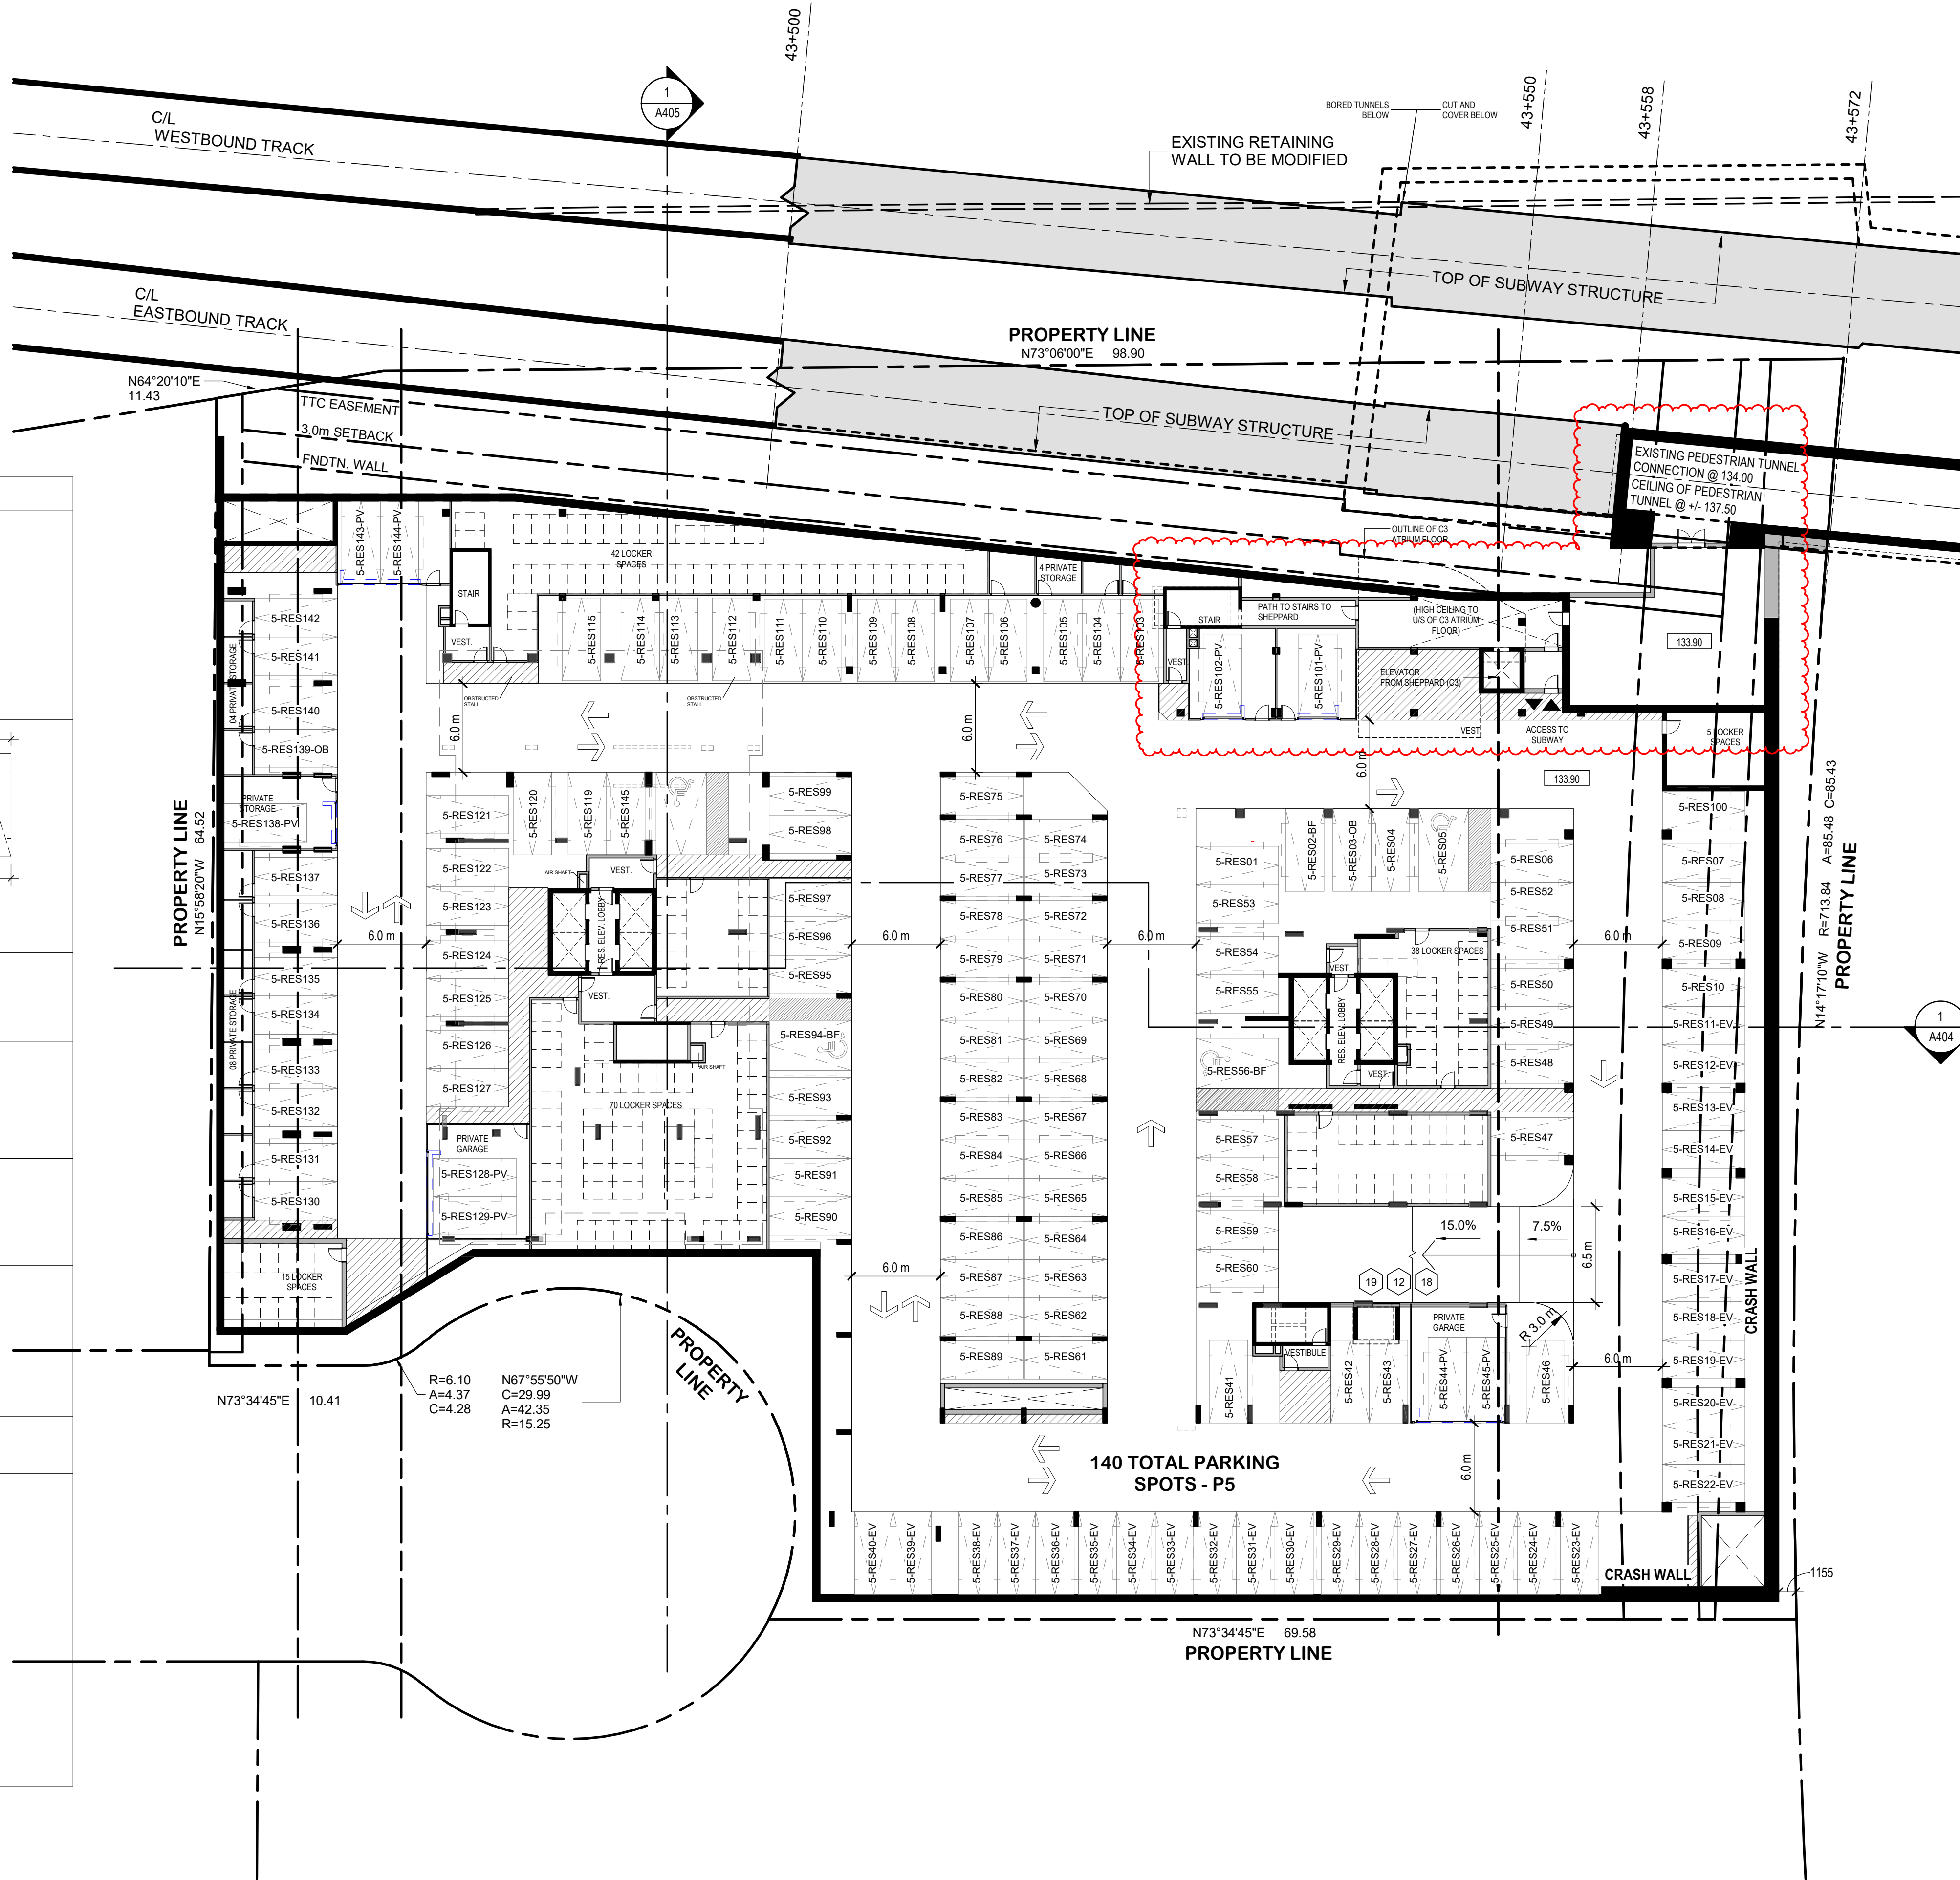 43+500
1
A405
C/L
WESTBOUND TRACK
BORED TUNNELS
BELOW
CUT AND
COVER BELOW
43+550
43+558
43+572
EXISTING RETAINING
WALL TO BE MODIFIED
TOP OF SUBWAY STRUCTURE
C/L
EASTBOUND TRACK
PROPERTY LINE
N73°06'00"E 98.90
N64°20'10"E
11.43
TTC EASEMENT
3.0m SETBACK
FNDTN. WALL
TOP OF SUBWAY STRUCTURE
EXISTING PEDESTRIAN TUNNEL
CONNECTION @ 134.00
CEILING OF PEDESTRIAN
TUNNEL @ +/- 137.50
OUTLINE OF C3
ATRIUM FLOOR
5-RES143-PV
5-RES144-PV
STAIR
VEST.
42 LOCKER
SPACES
4 PRIVATE
STORAGE
5-RES115
5-RES114
5-RES113
5-RES112
5-RES111
5-RES110
5-RES109
5-RES108
5-RES107
5-RES106
5-RES105
5-RES104
5-RES103
STAIR
PATH TO STAIRS TO
SHEPPARD
(HIGH CEILING TO
U/S OF C3 ATRIUM
FLOOR)
133.90
VEST.
5-RES102-PV
5-RES101-PV
ELEVATOR
FROM SHEPPARD (C3)
VEST.
ACCESS TO
SUBWAY
5 LOCKER
SPACES
133.90
OBSTRUCTED
STALL
OBSTRUCTED
STALL
6.0 m
6.0 m
6.0 m
5-RES142
5-RES141
5-RES140
5-RES139-OB
04 PRIVATE STORAGE
PRIVATE
STORAGE
5-RES138-PV
5-RES137
5-RES136
5-RES135
5-RES134
5-RES133
5-RES132
5-RES131
5-RES130
08 PRIVATE STORAGE
15 LOCKER
SPACES
PROPERTY LINE
N15°58'20"W 64.52
6.0 m
5-RES121
5-RES122
5-RES123
5-RES124
5-RES125
5-RES126
5-RES127
PRIVATE
GARAGE
5-RES128-PV
5-RES129-PV
5-RES120
5-RES119
5-RES145
AIR SHAFT
VEST.
RES. ELEV. LOBBY
VEST.
AIR SHAFT
70 LOCKER SPACES
5-RES99
5-RES98
5-RES97
5-RES96
5-RES95
5-RES94-BF
5-RES93
5-RES92
5-RES91
5-RES90
6.0 m
6.0 m
5-RES75
5-RES76
5-RES74
5-RES77
5-RES73
5-RES78
5-RES72
5-RES79
5-RES71
5-RES80
5-RES70
5-RES81
5-RES69
5-RES82
5-RES68
5-RES83
5-RES67
5-RES84
5-RES66
5-RES85
5-RES65
5-RES86
5-RES64
5-RES87
5-RES63
5-RES88
5-RES62
5-RES89
5-RES61
6.0 m
5-RES01
5-RES53
5-RES54
5-RES55
5-RES56-BF
5-RES57
5-RES58
5-RES59
5-RES60
5-RES02-BF
5-RES03-OB
5-RES04
5-RES05
38 LOCKER SPACES
VEST.
RES. ELEV. LOBBY
VEST.
5-RES06
5-RES52
5-RES51
5-RES50
5-RES49
5-RES48
5-RES47
6.0 m
15.0%
7.5%
6.5 m
19
12
18
R 3.0 m
6.0 m
VESTIBULE
PRIVATE
GARAGE
5-RES41
5-RES42
5-RES43
5-RES44-PV
5-RES45-PV
5-RES46
5-RES100
5-RES07
5-RES08
5-RES09
5-RES10
5-RES11-EV
5-RES12-EV
5-RES13-EV
5-RES14-EV
5-RES15-EV
5-RES16-EV
5-RES17-EV
5-RES18-EV
5-RES19-EV
5-RES20-EV
5-RES21-EV
5-RES22-EV
CRASH WALL
N14°17'10"W R=713.84 A=85.48 C=85.43
PROPERTY LINE
1
A404
PROPERTY
LINE
N73°34'45"E 10.41
R=6.10
A=4.37
C=4.28
N67°55'50"W
C=29.99
A=42.35
R=15.25
140 TOTAL PARKING
SPOTS - P5
6.0 m
5-RES40-EV
5-RES39-EV
5-RES38-EV
5-RES37-EV
5-RES36-EV
5-RES35-EV
5-RES34-EV
5-RES33-EV
5-RES32-EV
5-RES31-EV
5-RES30-EV
5-RES29-EV
5-RES28-EV
5-RES27-EV
5-RES26-EV
5-RES25-EV
5-RES24-EV
5-RES23-EV
CRASH WALL
1155
N73°34'45"E 69.58
PROPERTY LINE